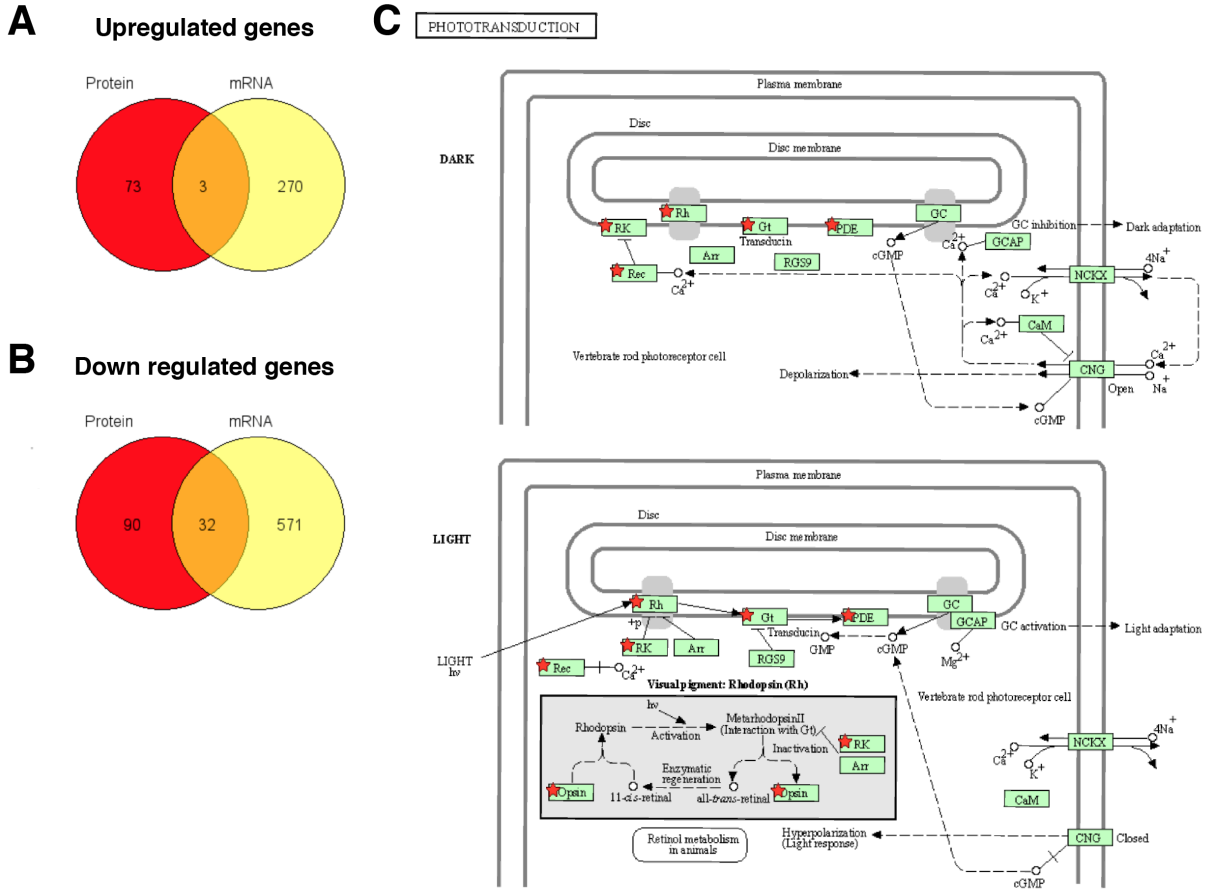 A
Upregulated genes
Protein
mRNA
73
3
270
B
Down regulated genes
Protein
mRNA
90
32
571
C
PHOTOTRANSDUCTION
Plasma membrane
Disc
Disc membrane
DARK
Rh
RK
Gt
PDE
GC
Transducin
Arr
RGS9
cGMP
Ca2+
GCAP
GC inhibition
Dark adaptation
Rec
Ca2+
Ca2+
K+
NCKX
4Na+
Ca2+
CaM
Vertebrate rod photoreceptor cell
Depolarization
CNG
Open
Ca2+
Na+
cGMP
Plasma membrane
Disc
Disc membrane
LIGHT
Rh
Gt
PDE
GC
GCAP
+p
Transducin
GMP
cGMP
GC activation
Light adaptation
RK
Arr
RGS9
Mg2+
LIGHT
hν
Rec
Ca2+
Visual pigment: Rhodopsin (Rh)
Vertebrate rod photoreceptor cell
hν
Rhodopsin
Activation
MetarhodopsinII
(Interaction with Gt)
Inactivation
RK
Arr
Enzymatic
regeneration
Opsin
11-cis-retinal
all-trans-retinal
Opsin
Ca2+
K+
NCKX
4Na+
CaM
Retinol metabolism
in animals
Hyperpolarization
(Light response)
CNG
Closed
cGMP